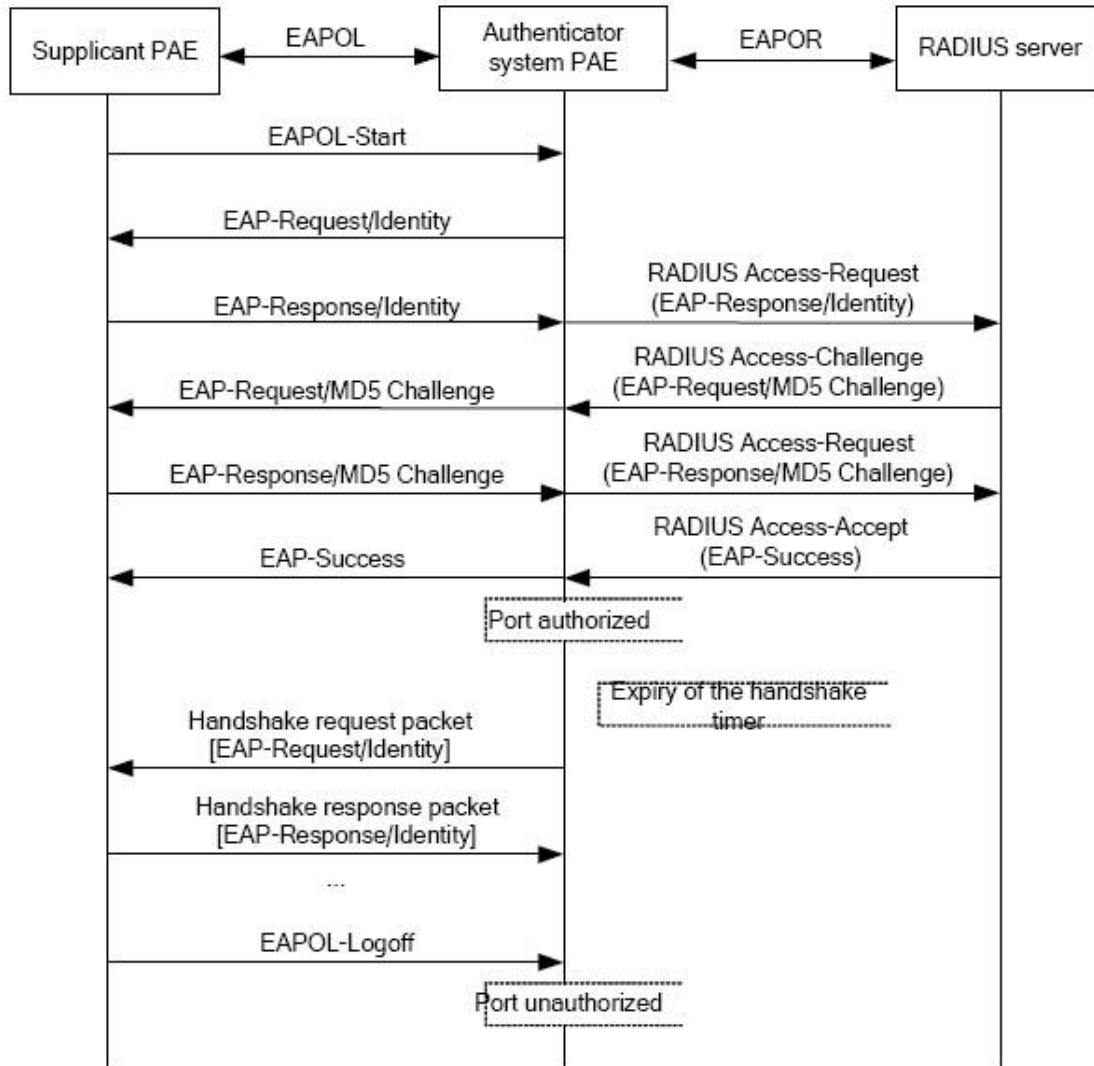 Supplicant PAE
EAPOL
Authenticator
system PAE
EAPOR
RADIUS server
EAPOL-Start
EAP-Request/Identity
EAP-Response/Identity
RADIUS Access-Request
(EAP-Response/Identity)
EAP-Request/MD5 Challenge
RADIUS Access-Challenge
(EAP-Request/MD5 Challenge)
EAP-Response/MD5 Challenge
RADIUS Access-Request
(EAP-Response/MD5 Challenge)
EAP-Success
RADIUS Access-Accept
(EAP-Success)
Port authorized
Expiry of the handshake
timer
Handshake request packet
[EAP-Request/Identity]
Handshake response packet
[EAP-Response/Identity]
...
EAPOL-Logoff
Port unauthorized